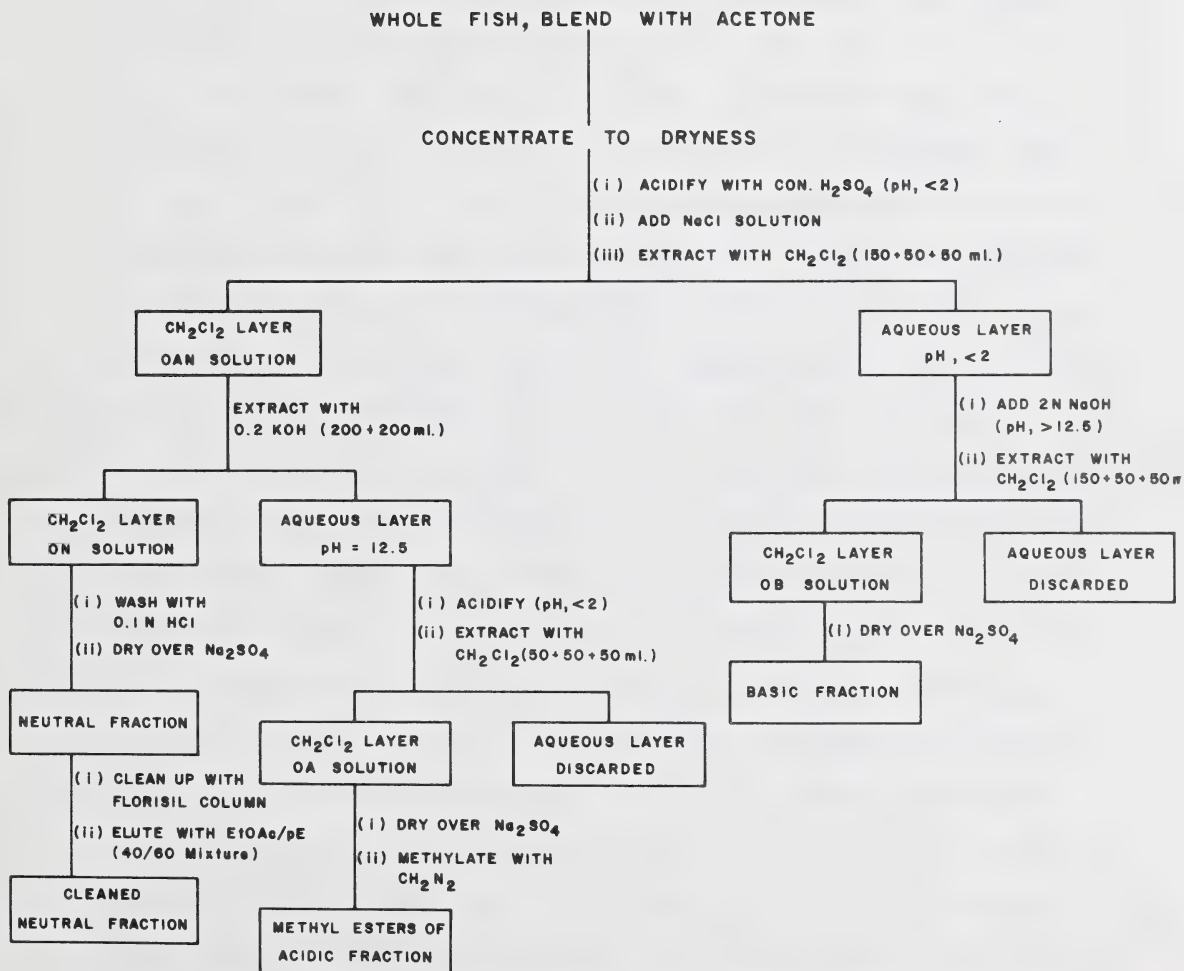 WHOLE FISH, BLEND WITH ACETONE
CONCENTRATE TO DRYNESS
(i) ACIDIFY WITH CON. H₂SO₄ (pH, <2)
(ii) ADD NaCl SOLUTION
(iii) EXTRACT WITH CH₂Cl₂ (150+50+50 ml.)
CH₂Cl₂ LAYER
OAN SOLUTION
AQUEOUS LAYER
pH, <2
EXTRACT WITH
0.2 KOH (200+200ml.)
(i) ADD 2N NaOH
(pH, >12.5)
(ii) EXTRACT WITH
CH₂Cl₂ (150+50+50m
CH₂Cl₂ LAYER
ON SOLUTION
AQUEOUS LAYER
pH = 12.5
CH₂Cl₂ LAYER
OB SOLUTION
AQUEOUS LAYER
DISCARDED
(i) WASH WITH
0.1N HCl
(ii) DRY OVER Na₂SO₄
(i) ACIDIFY (pH, <2)
(ii) EXTRACT WITH
CH₂Cl₂(50+50+50ml.)
(i) DRY OVER Na₂SO₄
NEUTRAL FRACTION
BASIC FRACTION
CH₂Cl₂ LAYER
OA SOLUTION
AQUEOUS LAYER
DISCARDED
(i) CLEAN UP WITH
FLORISIL COLUMN
(ii) ELUTE WITH EtOAc/pE
(40/60 Mixture)
(i) DRY OVER Na₂SO₄
(ii) METHYLATE WITH
CH₂N₂
CLEANED
NEUTRAL FRACTION
METHYL ESTERS OF
ACIDIC FRACTION